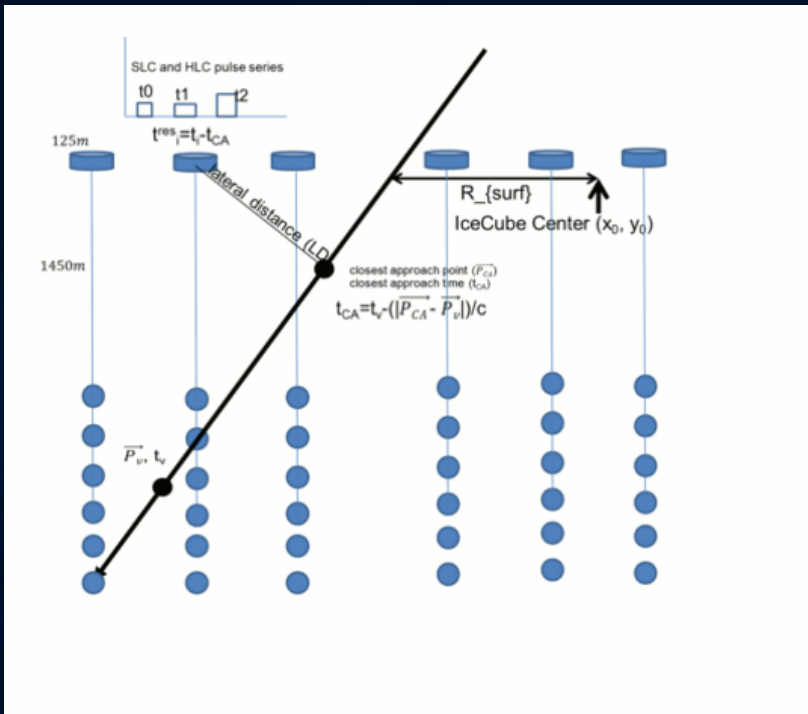 SLC and HLC pulse series
t0 t1 t2
t^res_i=t_i-t_CA
125m
lateral distance (LD
R_{surf}
IceCube Center (x₀, y₀)
1450m
closest approach point (P_CA)
closest approach time (t_CA)
t_CA=t_v-(|P_CA- P_v|)/c
P_v, t_v